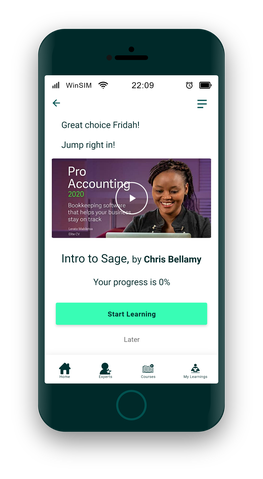 WinSIM 22:09
Great choice Fridah!
Jump right in!
Pro
Accounting
2020
Bookkeeping software
that helps your business
stay on track
Intro to Sage, by Chris Bellamy
Your progress is 0%
Start Learning
Later
Home Experts Courses My Learnings